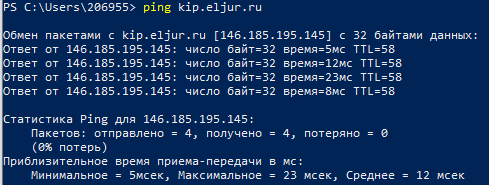 PS C:\Users\206955> ping kip.eljur.ru
Обмен пакетами с kip.eljur.ru [146.185.195.145] с 32 байтами данных:
Ответ от 146.185.195.145: число байт=32 время=5мс TTL=58
Ответ от 146.185.195.145: число байт=32 время=12мс TTL=58
Ответ от 146.185.195.145: число байт=32 время=23мс TTL=58
Ответ от 146.185.195.145: число байт=32 время=8мс TTL=58
Статистика Ping для 146.185.195.145:
Пакетов: отправлено = 4, получено = 4, потеряно = 0
(0% потерь)
Приблизительное время приема-передачи в мс:
Минимальное = 5мсек, Максимальное = 23 мсек, Среднее = 12 мсек